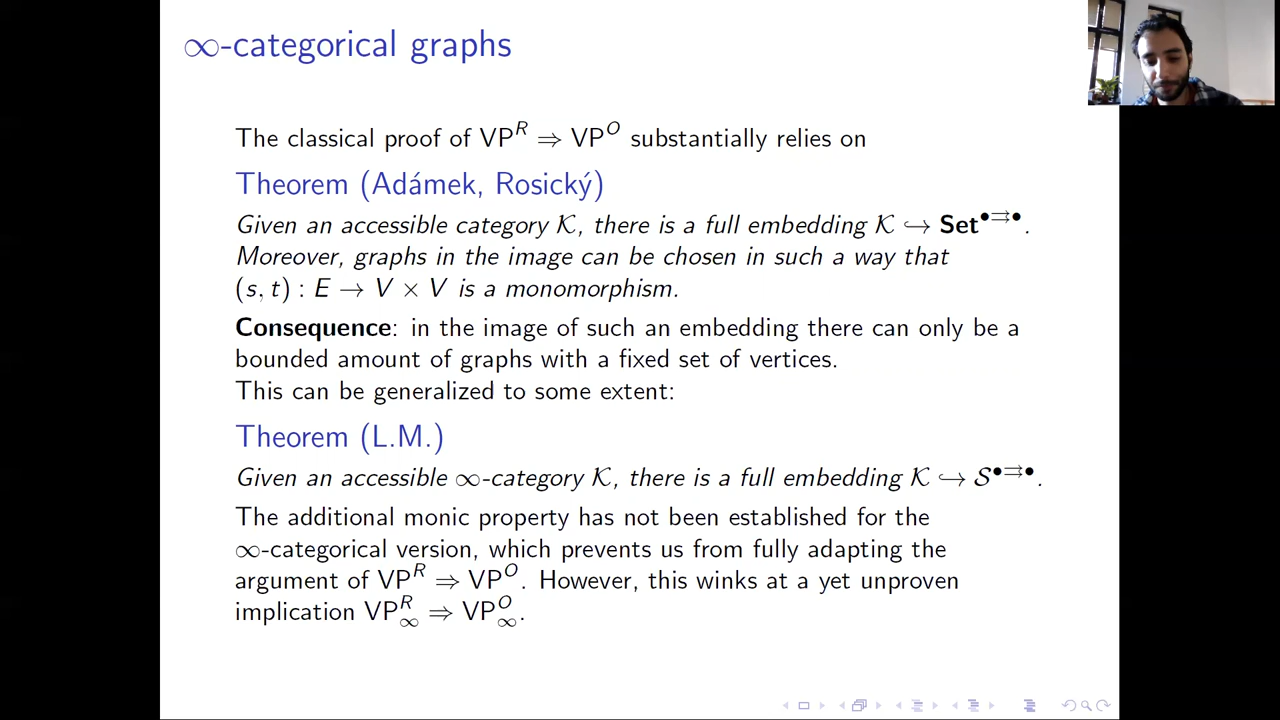 ∞-categorical graphs
The classical proof of VP^R ⇒ VP^O substantially relies on
Theorem (Adámek, Rosický)
Given an accessible category 𝒦, there is a full embedding 𝒦 ↪ Set^{•⇉•}.
Moreover, graphs in the image can be chosen in such a way that
(s, t) : E → V × V is a monomorphism.
Consequence: in the image of such an embedding there can only be a
bounded amount of graphs with a fixed set of vertices.
This can be generalized to some extent:
Theorem (L.M.)
Given an accessible ∞-category 𝒦, there is a full embedding 𝒦 ↪ 𝒮^{•⇉•}.
The additional monic property has not been established for the
∞-categorical version, which prevents us from fully adapting the
argument of VP^R ⇒ VP^O. However, this winks at a yet unproven
implication VP^R_∞ ⇒ VP^O_∞.